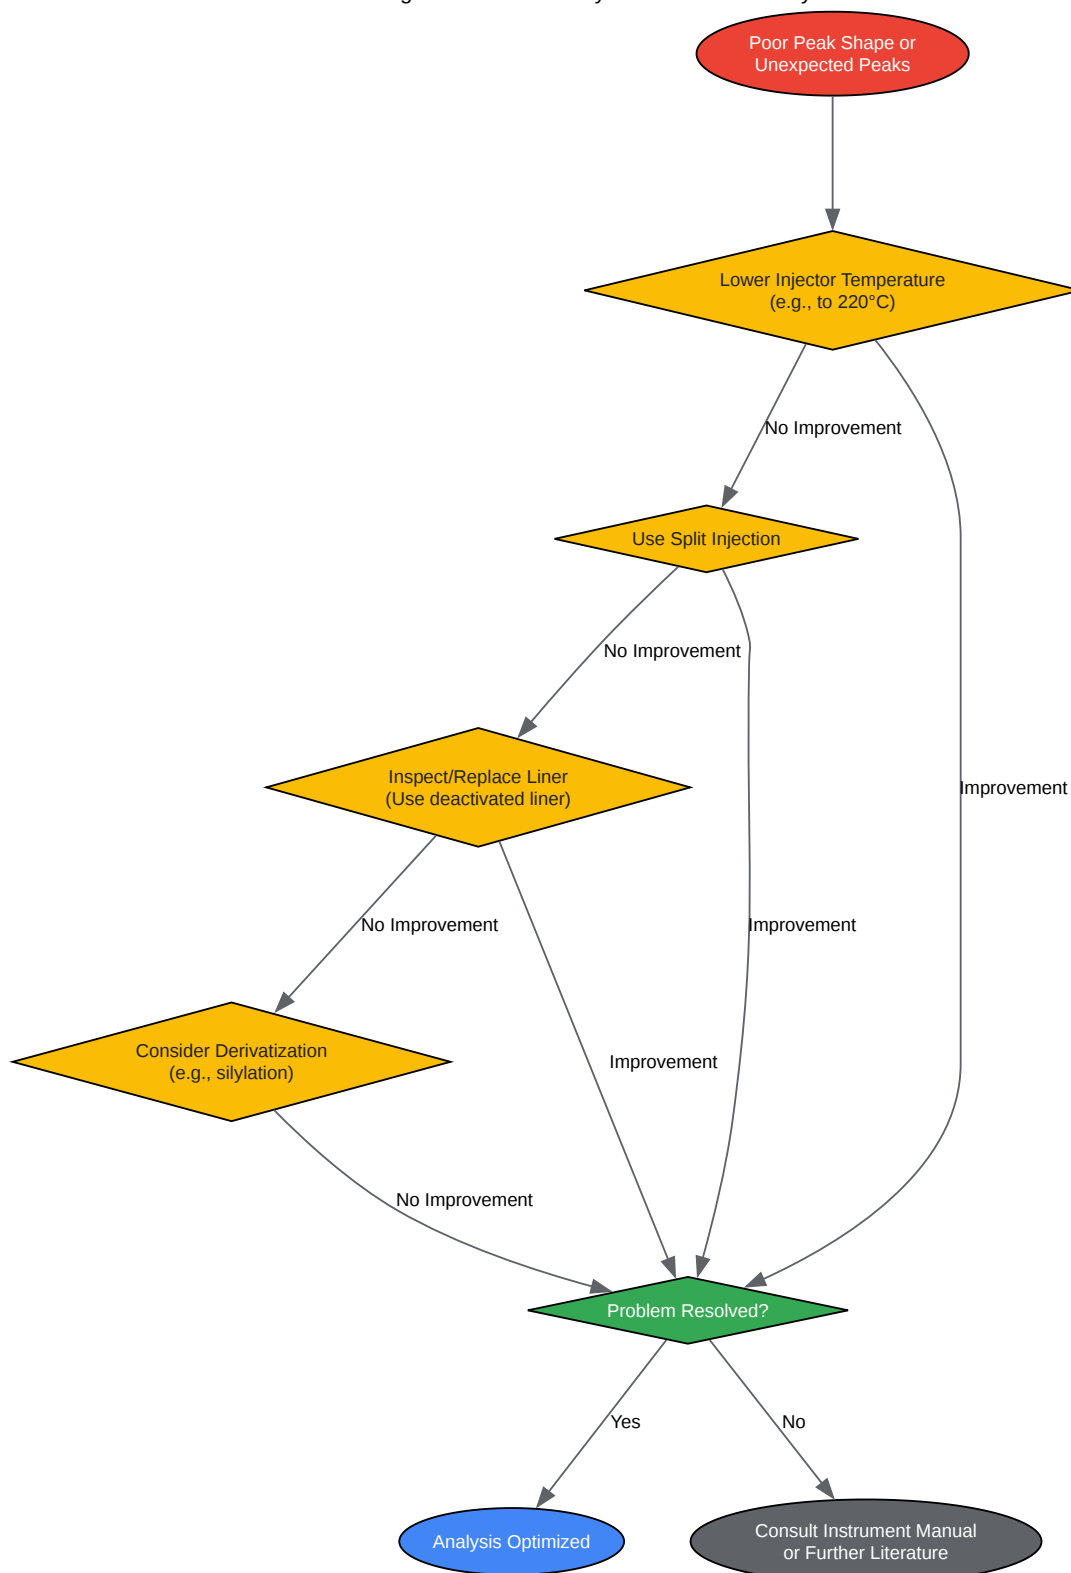 Poor Peak Shape or
Unexpected Peaks
Lower Injector Temperature
(e.g., to 220°C)
No Improvement
Use Split Injection
No Improvement
Inspect/Replace Liner
(Use deactivated liner)
Improvement
No Improvement
Improvement
Consider Derivatization
(e.g., silylation)
Improvement
No Improvement
Problem Resolved?
Yes
No
Analysis Optimized
Consult Instrument Manual
or Further Literature